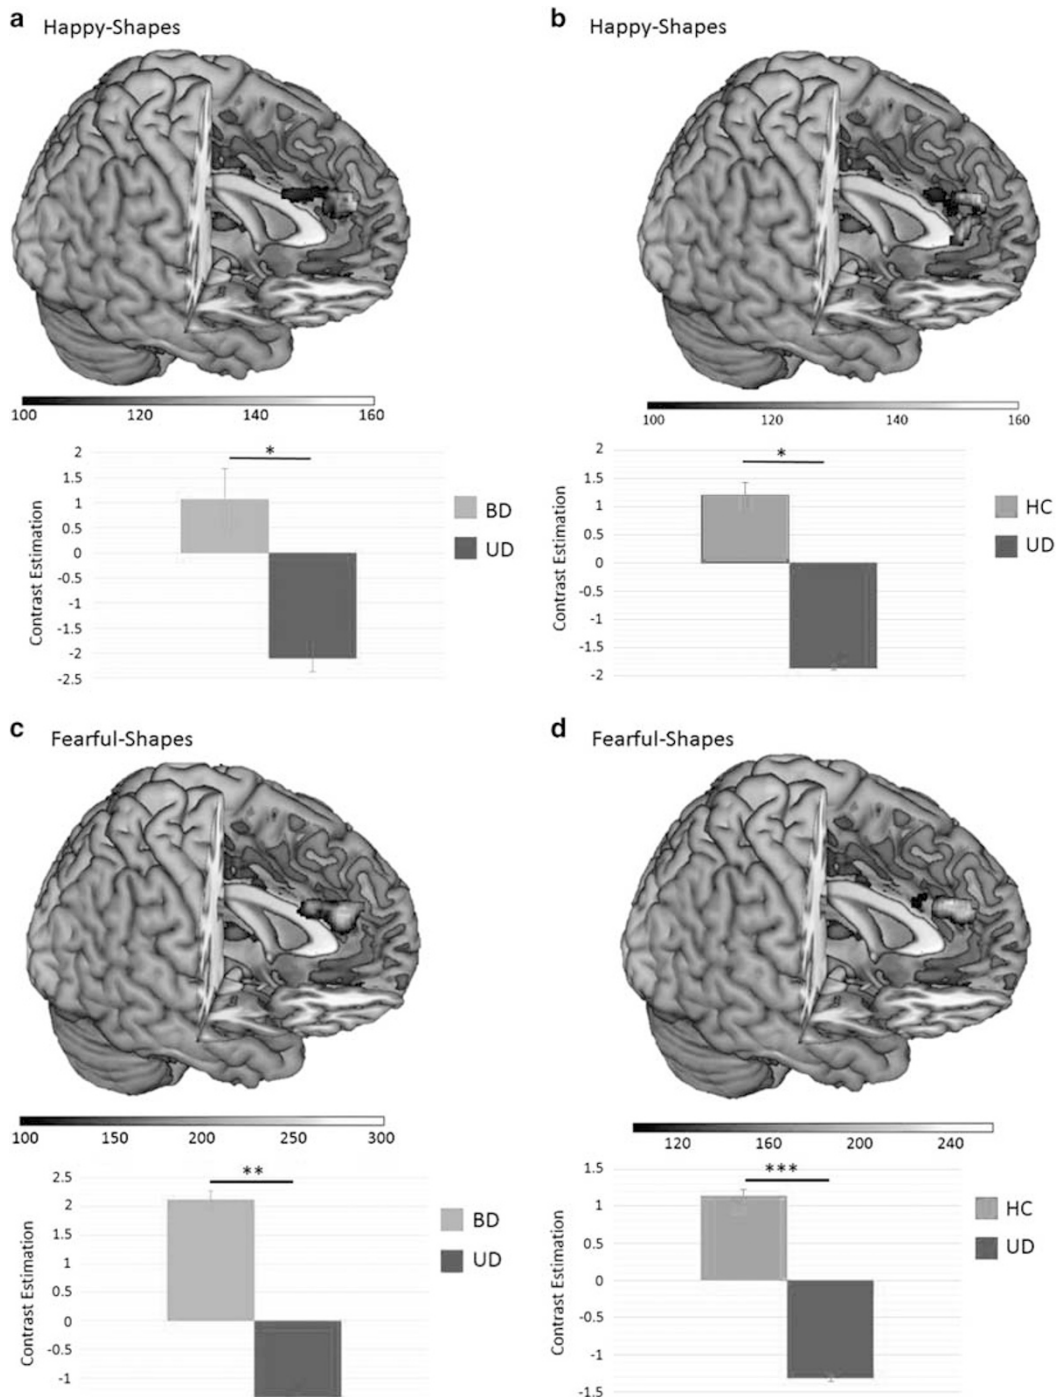 a Happy-Shapes
100 120 140 160
*
2
1.5
1
0.5
0
-0.5
-1
-1.5
-2
-2.5
Contrast Estimation
BD
UD
b Happy-Shapes
100 120 140 160
*
2
1.5
1
0.5
0
-0.5
-1
-1.5
-2
Contrast Estimation
HC
UD
c Fearful-Shapes
100 150 200 250 300
**
2.5
2
1.5
1
0.5
0
-0.5
-1
Contrast Estimation
BD
UD
d Fearful-Shapes
120 160 200 240
***
1.5
1
0.5
0
-0.5
-1
-1.5
Contrast Estimation
HC
UD